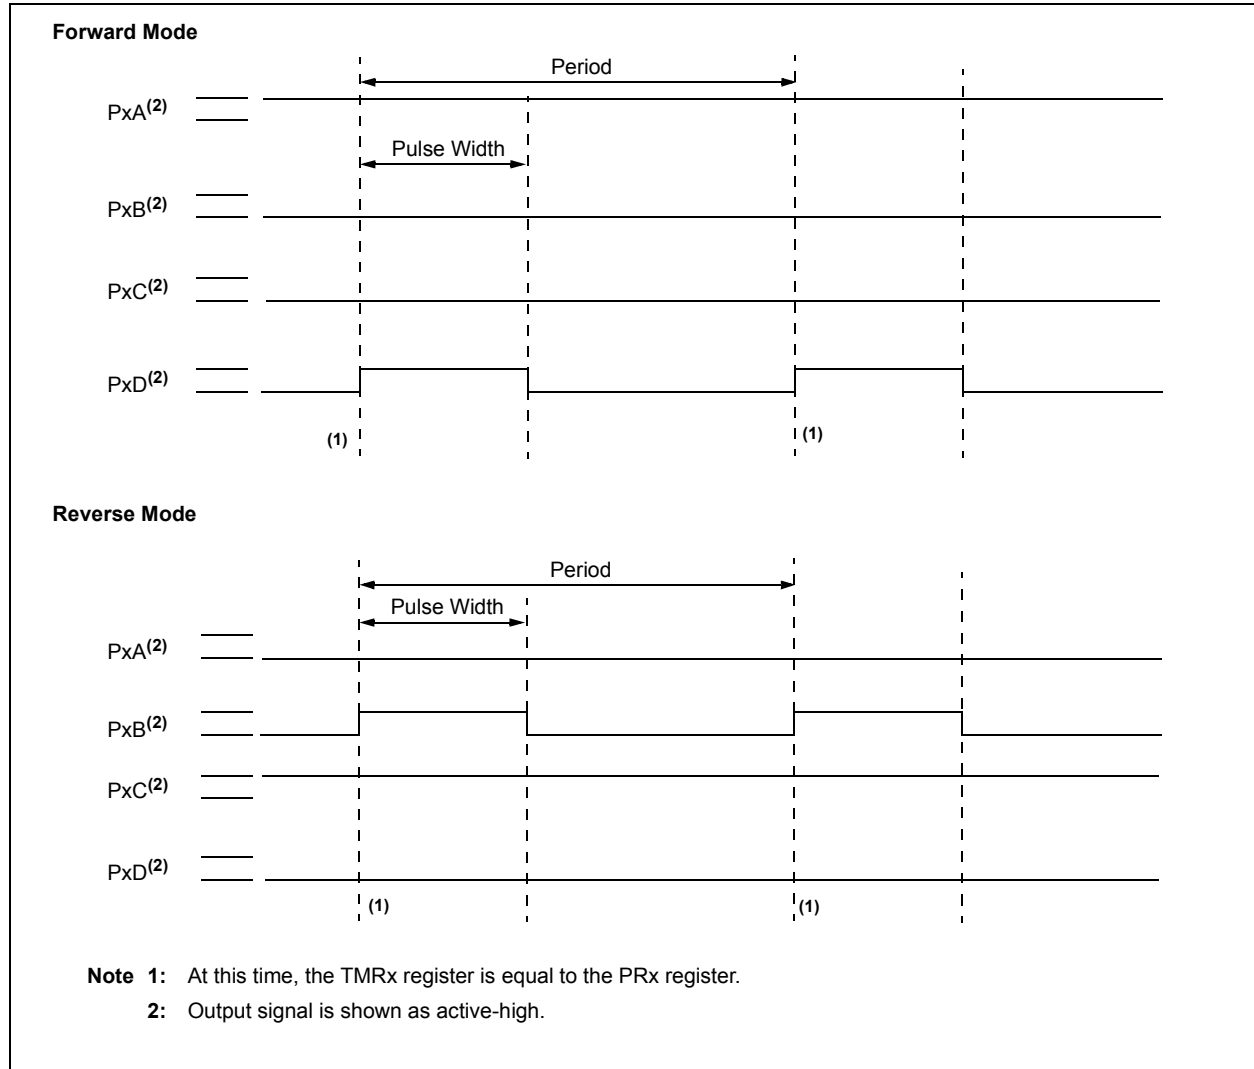 Forward Mode
Period
PxA(2)
Pulse Width
PxB(2)
PxC(2)
PxD(2)
(1)
(1)
Reverse Mode
Period
Pulse Width
PxA(2)
PxB(2)
PxC(2)
PxD(2)
(1)
(1)
Note 1: At this time, the TMRx register is equal to the PRx register.
2: Output signal is shown as active-high.